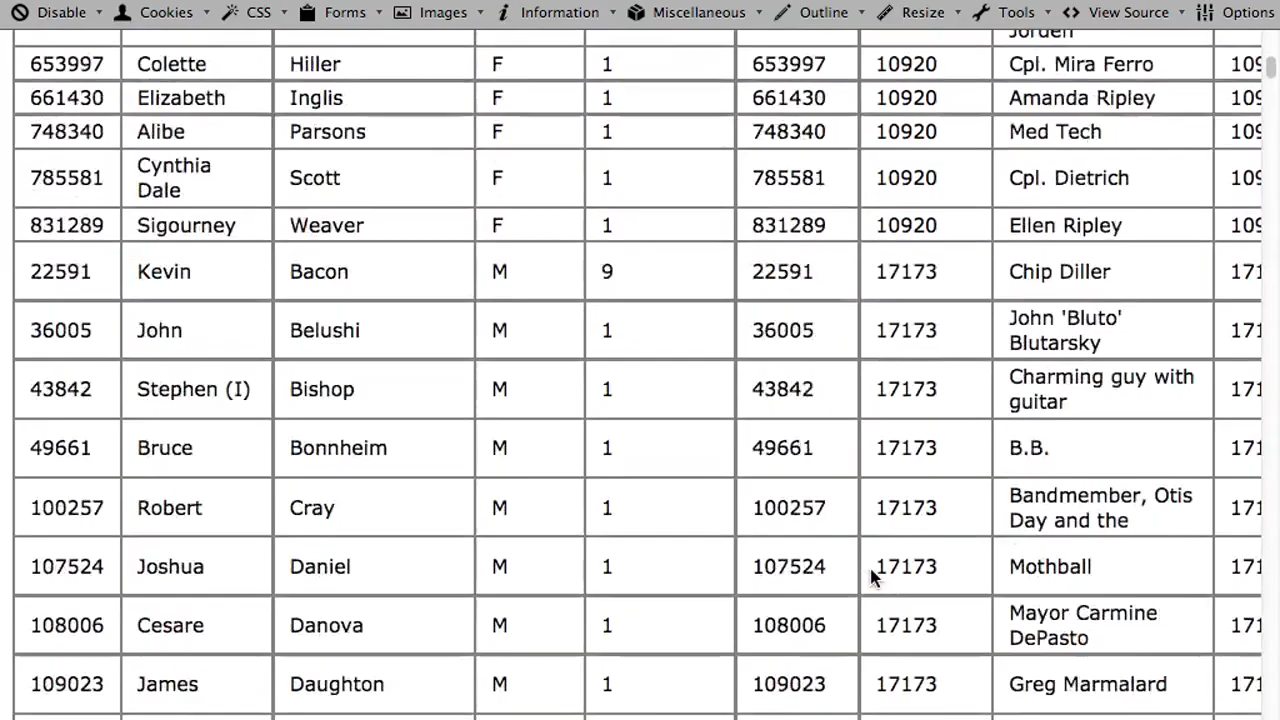 Disable Cookies CSS Forms Images Information Miscellaneous Outline Resize Tools View Source Options
Jorden
653997 Colette Hiller F 1 653997 10920 Cpl. Mira Ferro 109
661430 Elizabeth Inglis F 1 661430 10920 Amanda Ripley 109
748340 Alibe Parsons F 1 748340 10920 Med Tech 109
Cynthia
Dale
785581 Scott F 1 785581 10920 Cpl. Dietrich 109
831289 Sigourney Weaver F 1 831289 10920 Ellen Ripley 109
22591 Kevin Bacon M 9 22591 17173 Chip Diller 171
36005 John Belushi M 1 36005 17173 John 'Bluto'
Blutarsky 171
43842 Stephen (I) Bishop M 1 43842 17173 Charming guy with
guitar 171
49661 Bruce Bonnheim M 1 49661 17173 B.B. 171
100257 Robert Cray M 1 100257 17173 Bandmember, Otis
Day and the 171
107524 Joshua Daniel M 1 107524 17173 Mothball 171
108006 Cesare Danova M 1 108006 17173 Mayor Carmine
DePasto 171
109023 James Daughton M 1 109023 17173 Greg Marmalard 171